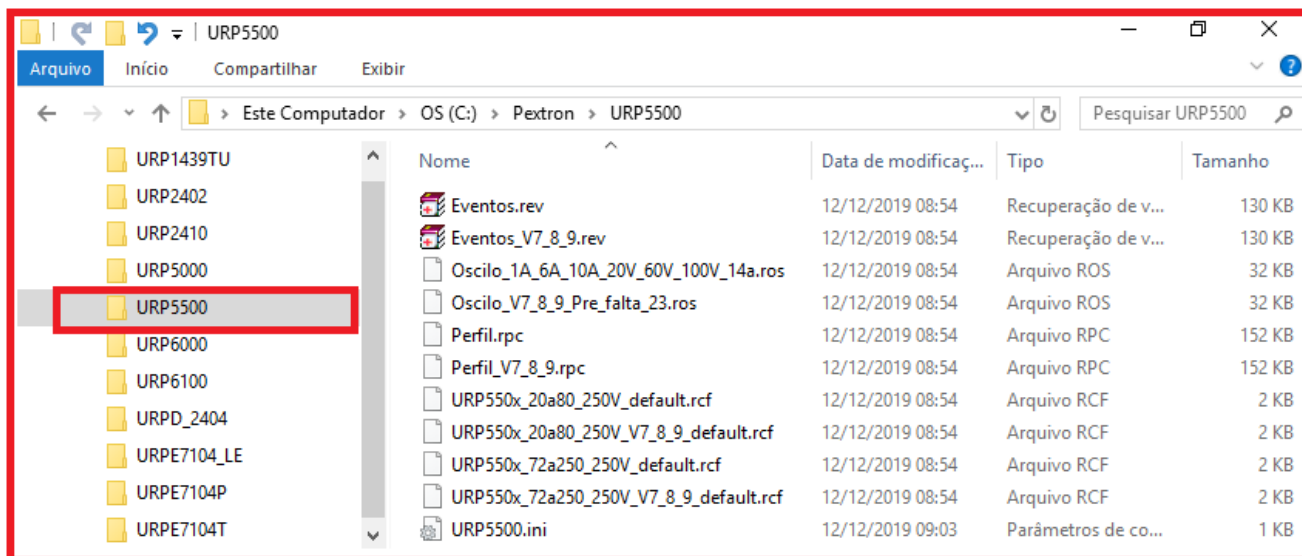 URP5500
Arquivo Início Compartilhar Exibir
Este Computador > OS (C:) > Pextron > URP5500 Pesquisar URP5500
URP1439TU
URP2402
URP2410
URP5000
URP5500
URP6000
URP6100
URPD_2404
URPE7104_LE
URPE7104P
URPE7104T
Nome Data de modificaç... Tipo Tamanho
Eventos.rev 12/12/2019 08:54 Recuperação de v... 130 KB
Eventos_V7_8_9.rev 12/12/2019 08:54 Recuperação de v... 130 KB
Oscilo_1A_6A_10A_20V_60V_100V_14a.ros 12/12/2019 08:54 Arquivo ROS 32 KB
Oscilo_V7_8_9_Pre_falta_23.ros 12/12/2019 08:54 Arquivo ROS 32 KB
Perfil.rpc 12/12/2019 08:54 Arquivo RPC 152 KB
Perfil_V7_8_9.rpc 12/12/2019 08:54 Arquivo RPC 152 KB
URP550x_20a80_250V_default.rcf 12/12/2019 08:54 Arquivo RCF 2 KB
URP550x_20a80_250V_V7_8_9_default.rcf 12/12/2019 08:54 Arquivo RCF 2 KB
URP550x_72a250_250V_default.rcf 12/12/2019 08:54 Arquivo RCF 2 KB
URP550x_72a250_250V_V7_8_9_default.rcf 12/12/2019 08:54 Arquivo RCF 2 KB
URP5500.ini 12/12/2019 09:03 Parâmetros de co... 1 KB